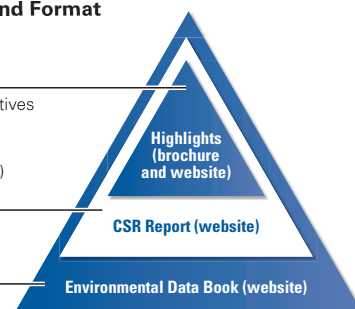 nd Format
tives
)
Highlights
(brochure
and website)
CSR Report (website)
Environmental Data Book (website)